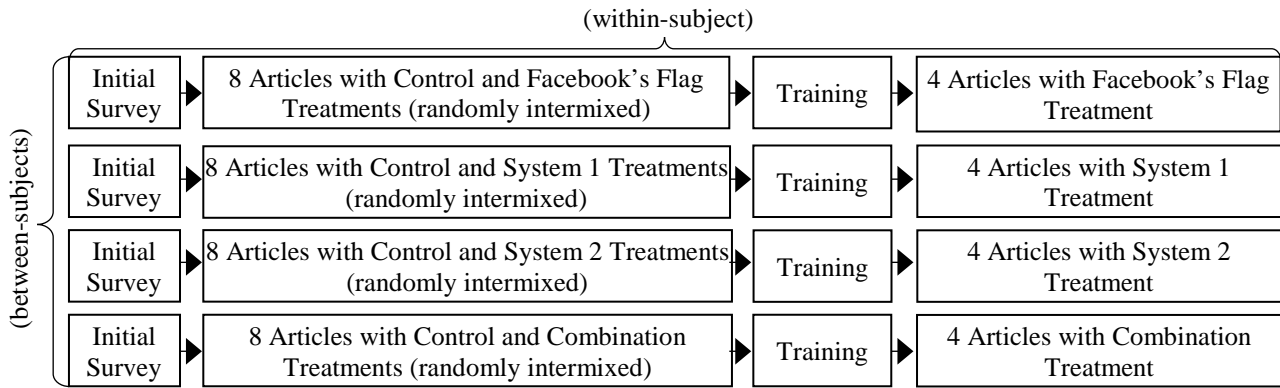 (within-subject)
(between-subjects)
Initial
Survey
8 Articles with Control and Facebook's Flag
Treatments (randomly intermixed)
Training
4 Articles with Facebook's Flag
Treatment
Initial
Survey
8 Articles with Control and System 1 Treatments
(randomly intermixed)
Training
4 Articles with System 1
Treatment
Initial
Survey
8 Articles with Control and System 2 Treatments
(randomly intermixed)
Training
4 Articles with System 2
Treatment
Initial
Survey
8 Articles with Control and Combination
Treatments (randomly intermixed)
Training
4 Articles with Combination
Treatment